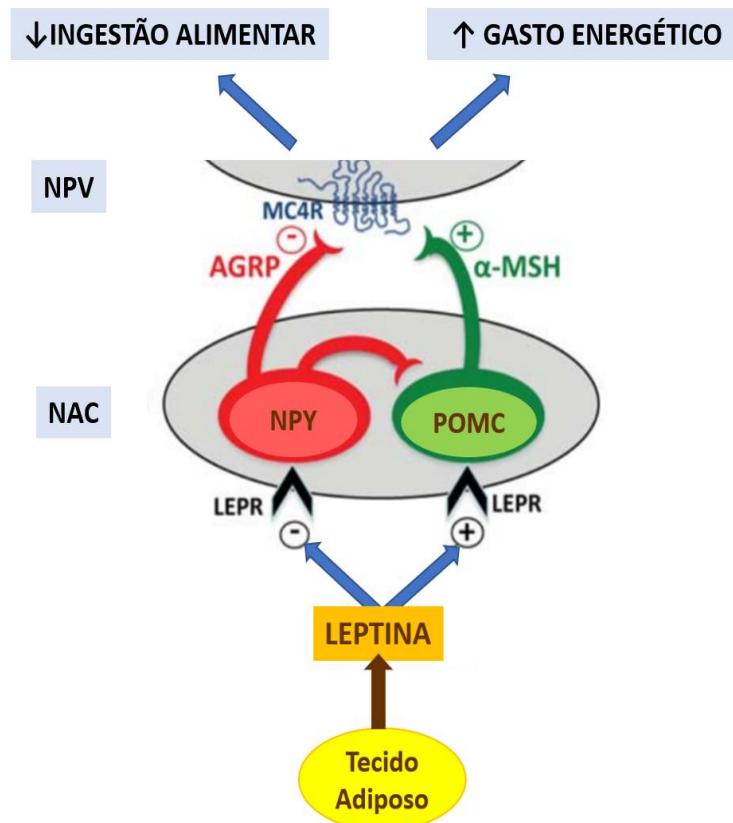 ↓INGESTÃO ALIMENTAR
↑ GASTO ENERGÉTICO
NPV
MC4R
-
+
AGRP
α-MSH
NAC
NPY
POMC
LEPR
LEPR
-
+
LEPTINA
Tecido
Adiposo